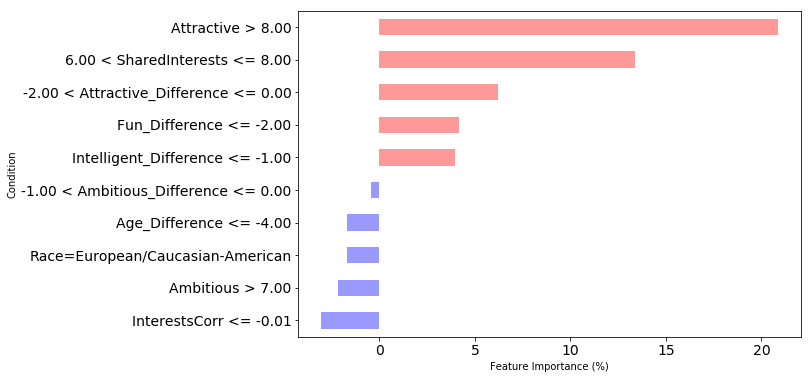 Attractive > 8.00
6.00 < SharedInterests <= 8.00
-2.00 < Attractive_Difference <= 0.00
Fun_Difference <= -2.00
Intelligent_Difference <= -1.00
-1.00 < Ambitious_Difference <= 0.00
Age_Difference <= -4.00
Race=European/Caucasian-American
Ambitious > 7.00
InterestsCorr <= -0.01
Condition
0 5 10 15 20
Feature Importance (%)